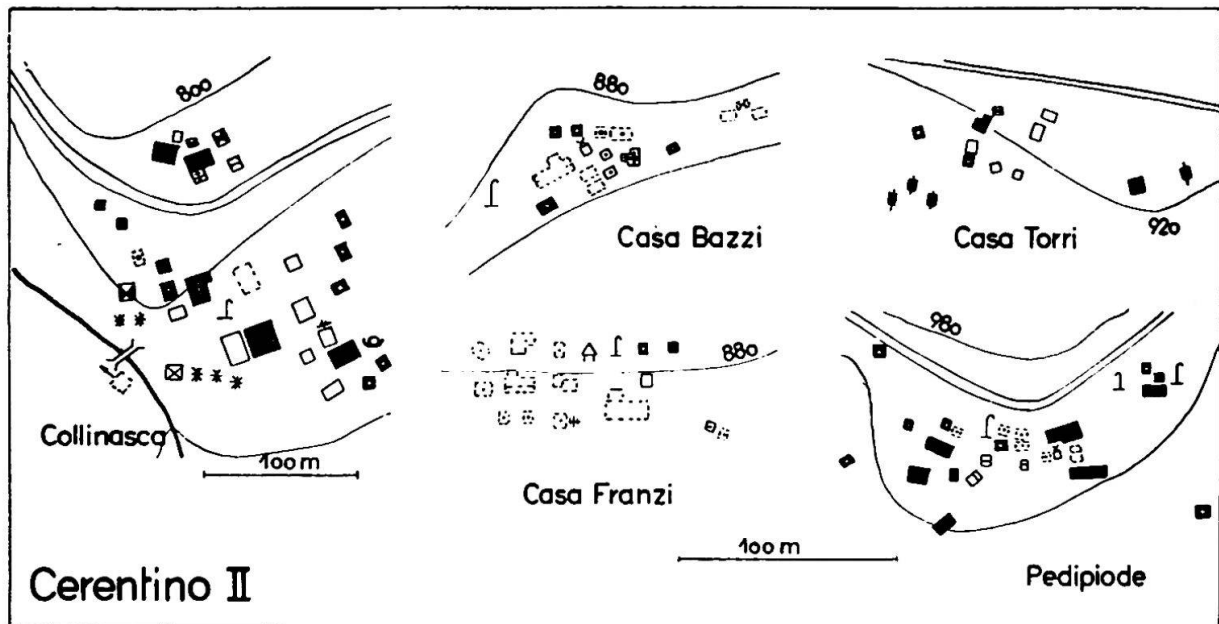 800
880
Casa Bazzi
Casa Torri
920
Collinasca
100 m
880
Casa Franzi
980
100 m
Pedipiode
Cerentino II